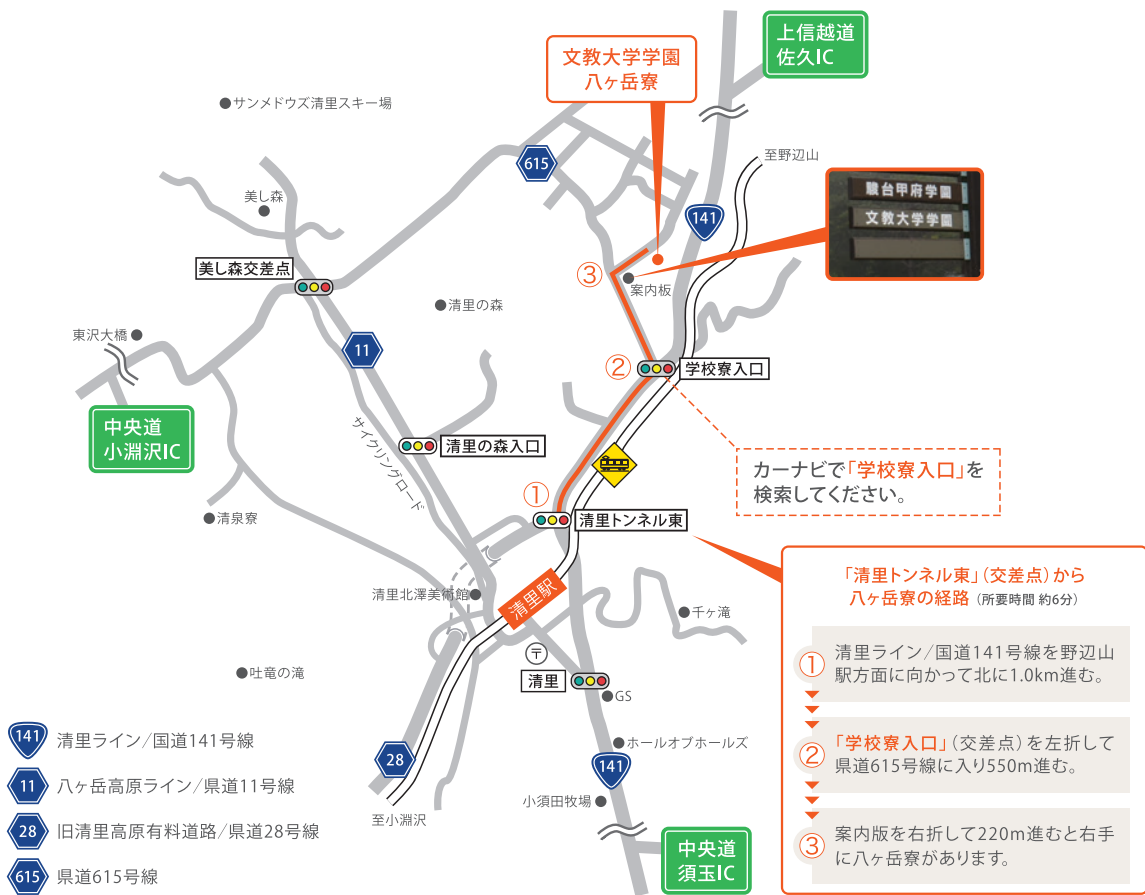 上信越道
佐久IC
文教大学学園
八ヶ岳寮
サンメドウズ清里スキー場
615
至野辺山
駿台甲府学園
文教大学学園
美し森
141
美し森交差点
③
案内板
清里の森
東沢大橋
11
②
学校寮入口
中央道
小淵沢IC
サイクリングロード
清里の森入口
カーナビで「学校寮入口」を
検索してください。
①
清里トンネル東
清泉寮
「清里トンネル東」(交差点)から
八ヶ岳寮の経路 (所要時間 約6分)
清里北澤美術館
清里駅
千ヶ滝
①
清里ライン/国道141号線を野辺山
駅方面に向かって北に1.0km進む。
〒
吐竜の滝
清里
GS
②
「学校寮入口」(交差点)を左折して
県道615号線に入り550m進む。
141
清里ライン/国道141号線
28
ホールオブホールズ
141
11
八ヶ岳高原ライン/県道11号線
小須田牧場
至小淵沢
28
旧清里高原有料道路/県道28号線
③
案内版を右折して220m進むと右手
に八ヶ岳寮があります。
中央道
須玉IC
615
県道615号線